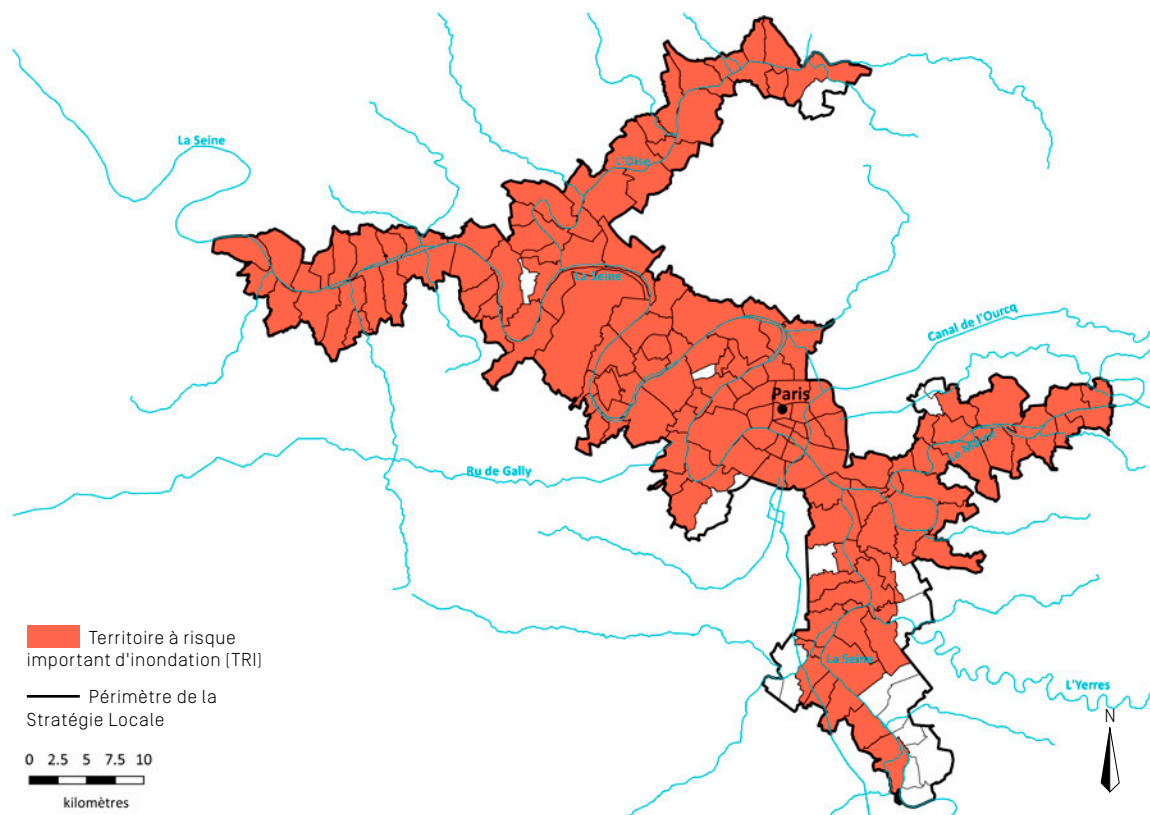 La Seine
L'Oise
La Seine
Canal de l'Ourcq
Paris
La Marne
Ru de Gally
Territoire à risque
important d'inondation (TRI)
La Seine
L'Yerres
Périmètre de la
Stratégie Locale
N
0 2.5 5 7.5 10
kilomètres